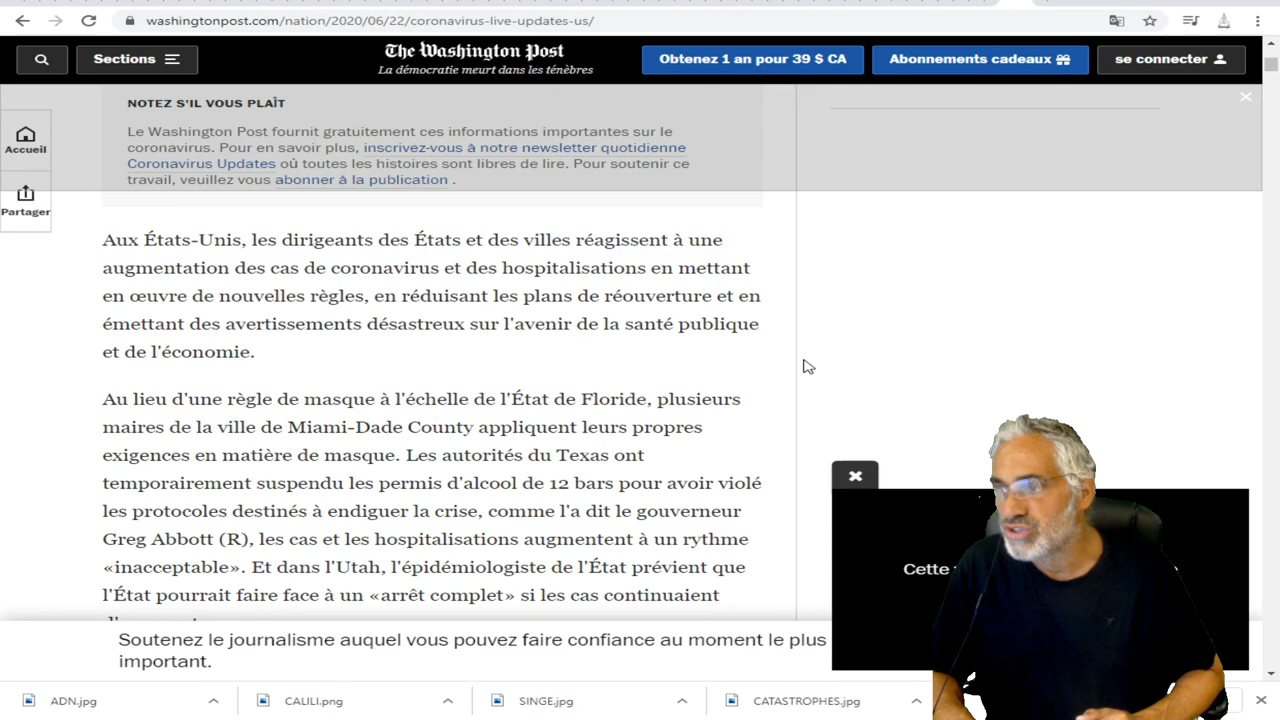 washingtonpost.com/nation/2020/06/22/coronavirus-live-updates-us/
Sections
The Washington Post
La démocratie meurt dans les ténèbres
Obtenez 1 an pour 39 $ CA
Abonnements cadeaux
se connecter
Accueil
Partager
NOTEZ S'IL VOUS PLAÎT
Le Washington Post fournit gratuitement ces informations importantes sur le
coronavirus. Pour en savoir plus, inscrivez-vous à notre newsletter quotidienne
Coronavirus Updates où toutes les histoires sont libres de lire. Pour soutenir ce
travail, veuillez vous abonner à la publication .
Aux États-Unis, les dirigeants des États et des villes réagissent à une
augmentation des cas de coronavirus et des hospitalisations en mettant
en œuvre de nouvelles règles, en réduisant les plans de réouverture et en
émettant des avertissements désastreux sur l'avenir de la santé publique
et de l'économie.
Au lieu d'une règle de masque à l'échelle de l'État de Floride, plusieurs
maires de la ville de Miami-Dade County appliquent leurs propres
exigences en matière de masque. Les autorités du Texas ont
temporairement suspendu les permis d'alcool de 12 bars pour avoir violé
les protocoles destinés à endiguer la crise, comme l'a dit le gouverneur
Greg Abbott (R), les cas et les hospitalisations augmentent à un rythme
«inacceptable». Et dans l'Utah, l'épidémiologiste de l'État prévient que
l'État pourrait faire face à un «arrêt complet» si les cas continuaient
Cette
Soutenez le journalisme auquel vous pouvez faire confiance au moment le plus
important.
ADN.jpg
CALILI.png
SINGE.jpg
CATASTROPHES.jpg